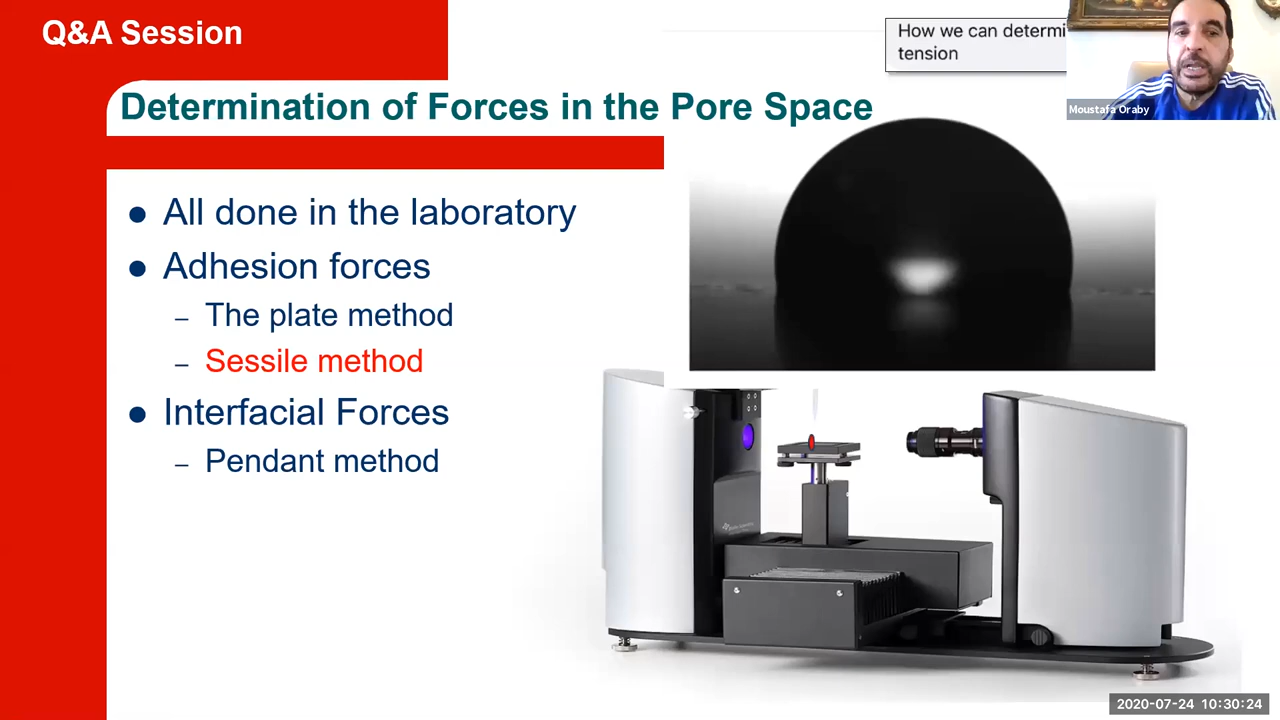 Q&A Session
How we can determi
tension
Moustafa Oraby
Determination of Forces in the Pore Space
● All done in the laboratory
● Adhesion forces
– The plate method
– Sessile method
● Interfacial Forces
– Pendant method
2020-07-24 10:30:24